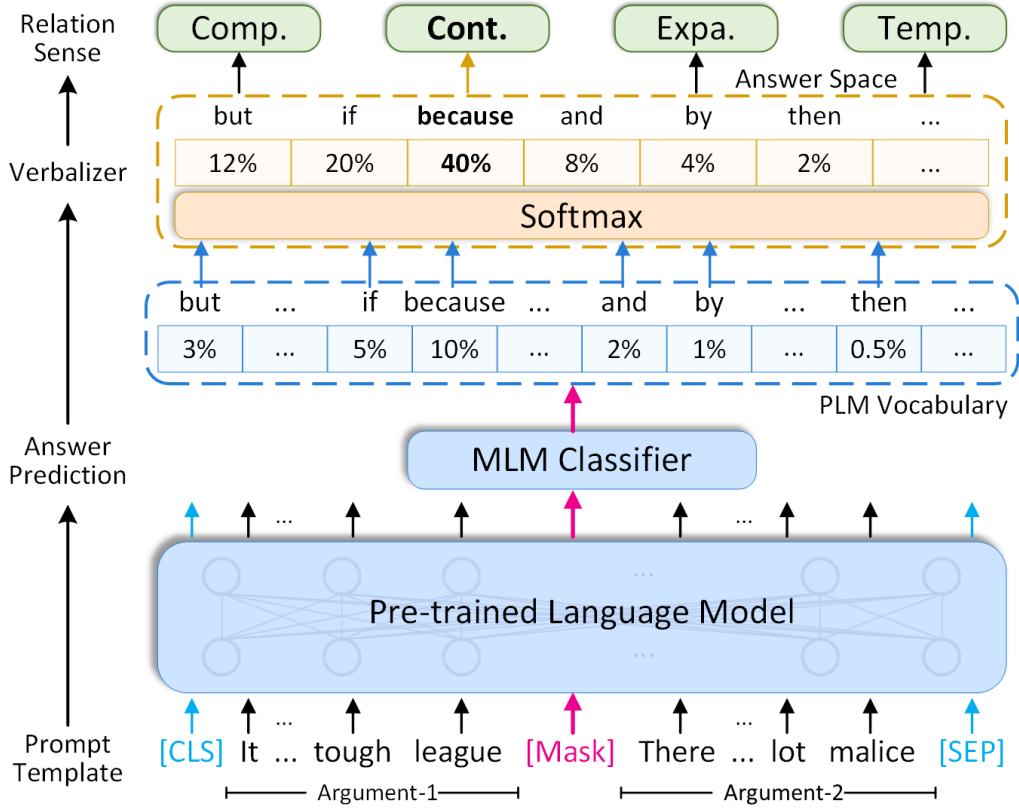 Relation
Sense
Comp. Cont. Expa. Temp.
Answer Space
but if because and by then ...
Verbalizer
12% 20% 40% 8% 4% 2% ...
Softmax
but ... if because ... and by ... then ...
3% ... 5% 10% ... 2% 1% ... 0.5% ...
PLM Vocabulary
Answer
Prediction
MLM Classifier
... ...
...
Pre-trained Language Model
...
... ...
Prompt
Template
[CLS] It ... tough league [Mask] There ... lot malice [SEP]
Argument-1 Argument-2